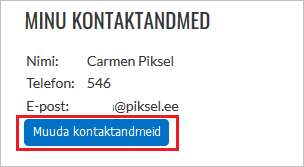 MINU KONTAKTANDMED
Nimi: Carmen Piksel
Telefon: 546
E-post: @piksel.ee
Muuda kontaktandmeid